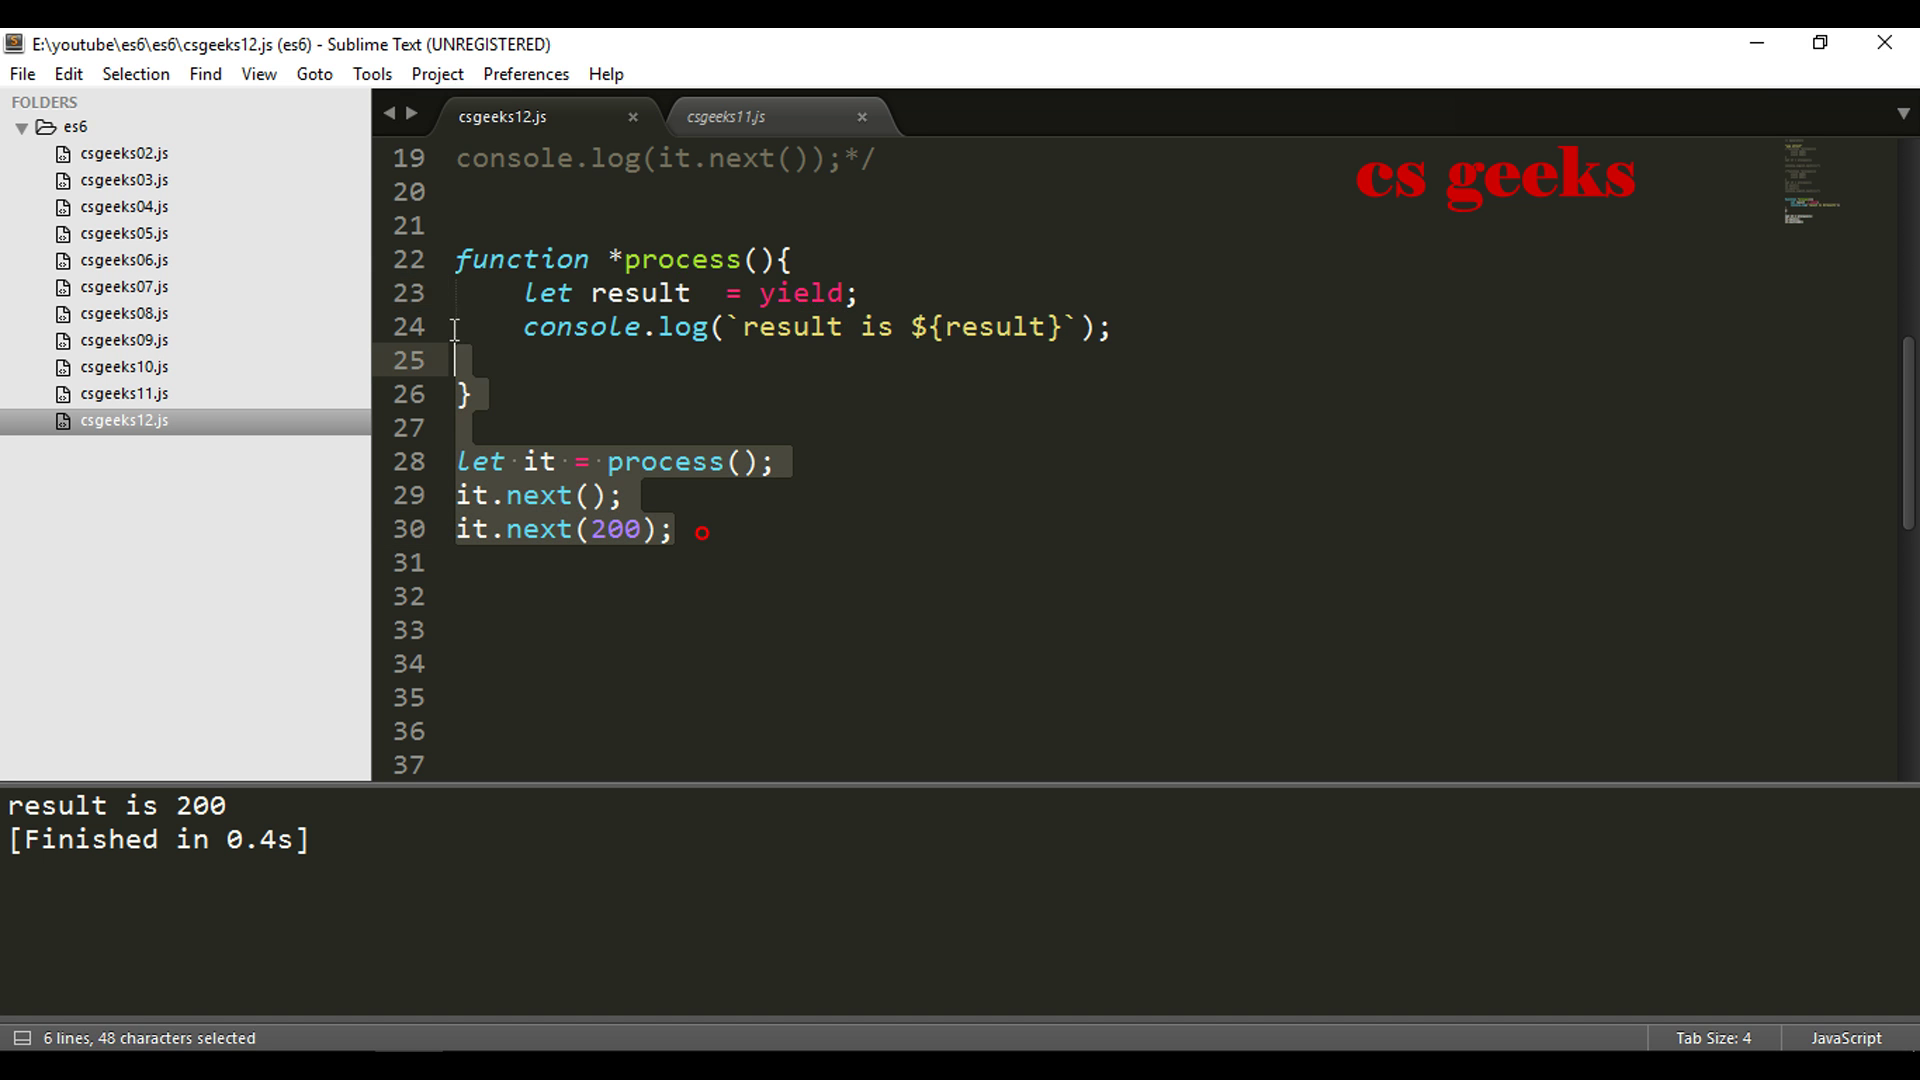 E:\youtube\es6\es6\csgeeks12.js (es6) - Sublime Text (UNREGISTERED)
File Edit Selection Find View Goto Tools Project Preferences Help
FOLDERS
es6
csgeeks02.js
csgeeks03.js
csgeeks04.js
csgeeks05.js
csgeeks06.js
csgeeks07.js
csgeeks08.js
csgeeks09.js
csgeeks10.js
csgeeks11.js
csgeeks12.js
csgeeks12.js csgeeks11.js
cs geeks
19 console.log(it.next());*/
20
21
22 function *process(){
23 let result  = yield;
24 console.log(`result is ${result}`);
25
26 }
27
28 let it = process();
29 it.next();
30 it.next(200);
31
32
33
34
35
36
37
result is 200
[Finished in 0.4s]
6 lines, 48 characters selected Tab Size: 4 JavaScript